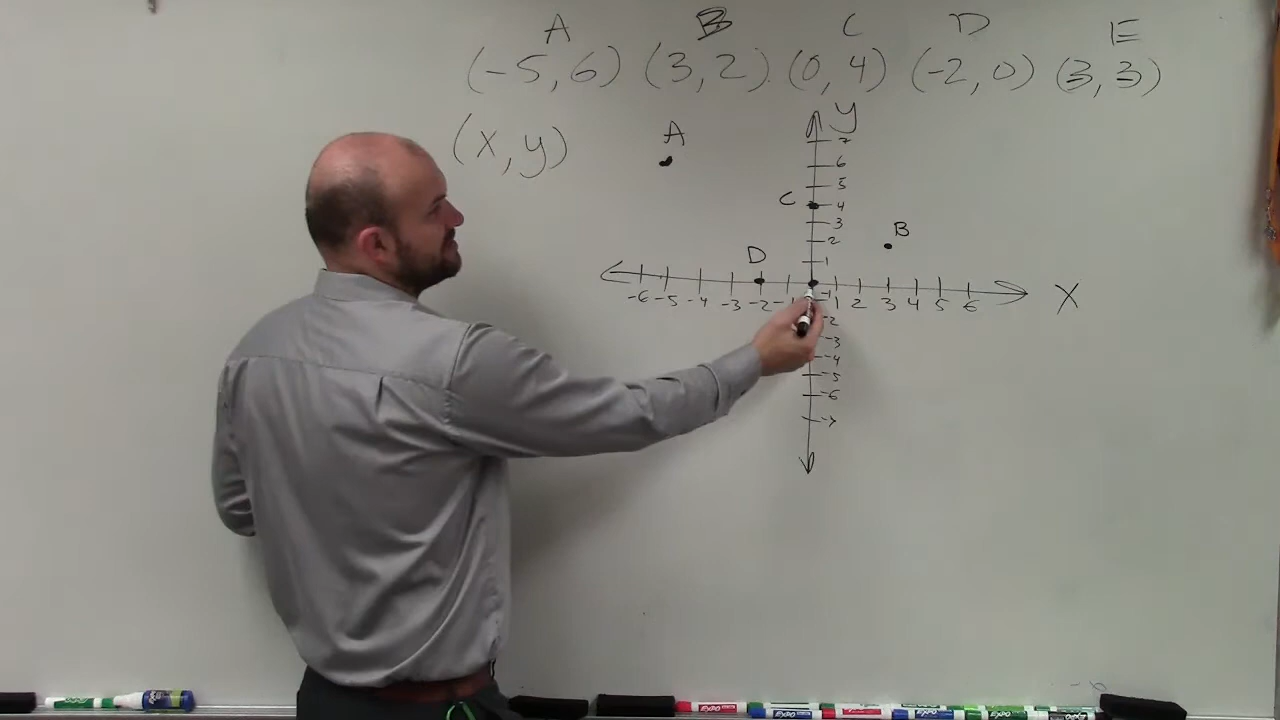 A B C D E
(-5, 6) (3, 2) (0, 4) (-2, 0) (3, 3)
(x, y) A y
7
6
5
C 4
3
B
2
D 1
-6 -5 -4 -3 -2 -1 1 2 3 4 5 6 X
-1
-2
-3
-4
-5
-6
-7
EXPO